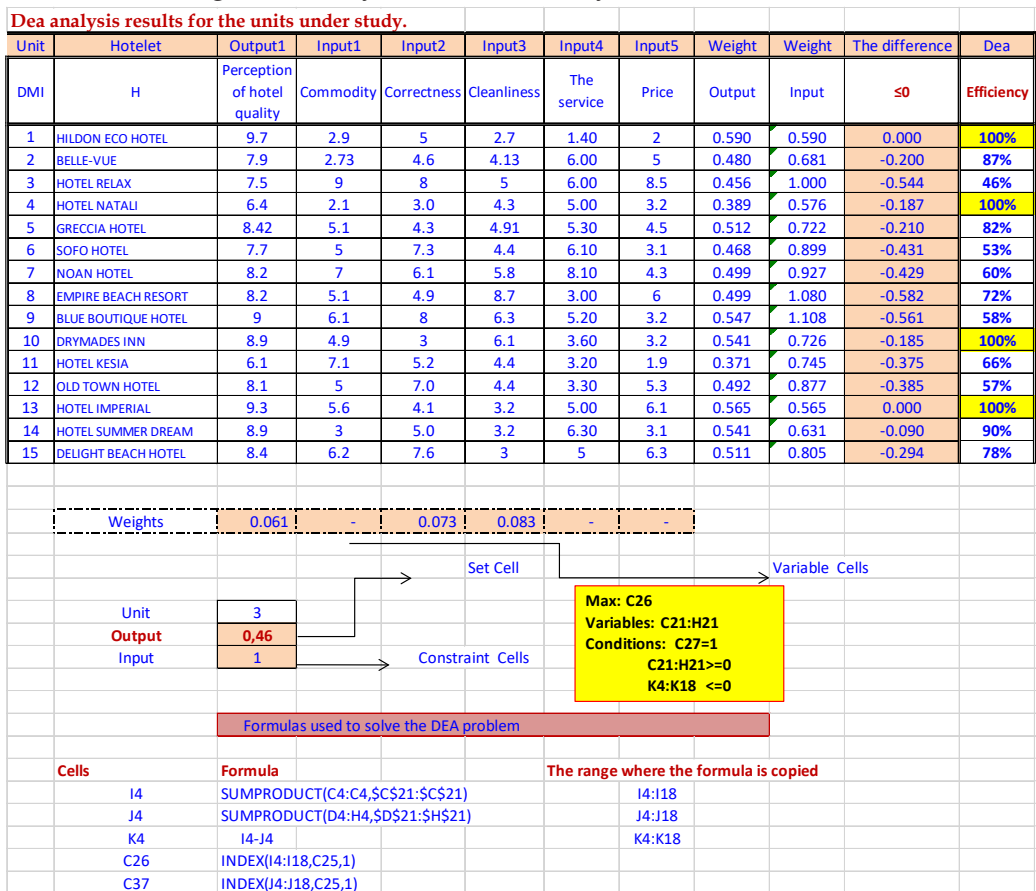 Dea analysis results for the units under study.
Unit Hotelet Output1 Input1 Input2 Input3 Input4 Input5 Weight Weight The difference Dea
DMI H Perception of hotel quality Commodity Correctness Cleanliness The service Price Output Input ≤0 Efficiency
1 HILDON ECO HOTEL 9.7 2.9 5 2.7 1.40 2 0.590 0.590 0.000 100%
2 BELLE-VUE 7.9 2.73 4.6 4.13 6.00 5 0.480 0.681 -0.200 87%
3 HOTEL RELAX 7.5 9 8 5 6.00 8.5 0.456 1.000 -0.544 46%
4 HOTEL NATALI 6.4 2.1 3.0 4.3 5.00 3.2 0.389 0.576 -0.187 100%
5 GRECCIA HOTEL 8.42 5.1 4.3 4.91 5.30 4.5 0.512 0.722 -0.210 82%
6 SOFO HOTEL 7.7 5 7.3 4.4 6.10 3.1 0.468 0.899 -0.431 53%
7 NOAN HOTEL 8.2 7 6.1 5.8 8.10 4.3 0.499 0.927 -0.429 60%
8 EMPIRE BEACH RESORT 8.2 5.1 4.9 8.7 3.00 6 0.499 1.080 -0.582 72%
9 BLUE BOUTIQUE HOTEL 9 6.1 8 6.3 5.20 3.2 0.547 1.108 -0.561 58%
10 DRYMADES INN 8.9 4.9 3 6.1 3.60 3.2 0.541 0.726 -0.185 100%
11 HOTEL KESIA 6.1 7.1 5.2 4.4 3.20 1.9 0.371 0.745 -0.375 66%
12 OLD TOWN HOTEL 8.1 5 7.0 4.4 3.30 5.3 0.492 0.877 -0.385 57%
13 HOTEL IMPERIAL 9.3 5.6 4.1 3.2 5.00 6.1 0.565 0.565 0.000 100%
14 HOTEL SUMMER DREAM 8.9 3 5.0 3.2 6.30 3.1 0.541 0.631 -0.090 90%
15 DELIGHT BEACH HOTEL 8.4 6.2 7.6 3 5 6.3 0.511 0.805 -0.294 78%
Weights 0.061 - 0.073 0.083 - -
Set Cell Variable Cells
Unit 3
Output 0,46
Input 1 Constraint Cells
Max: C26
Variables: C21:H21
Conditions: C27=1
C21:H21>=0
K4:K18 <=0
Formulas used to solve the DEA problem
Cells Formula The range where the formula is copied
I4 SUMPRODUCT(C4:C4,$C$21:$C$21) I4:I18
J4 SUMPRODUCT(D4:H4,$D$21:$H$21) J4:J18
K4 I4-J4 K4:K18
C26 INDEX(I4:I18,C25,1)
C37 INDEX(J4:J18,C25,1)